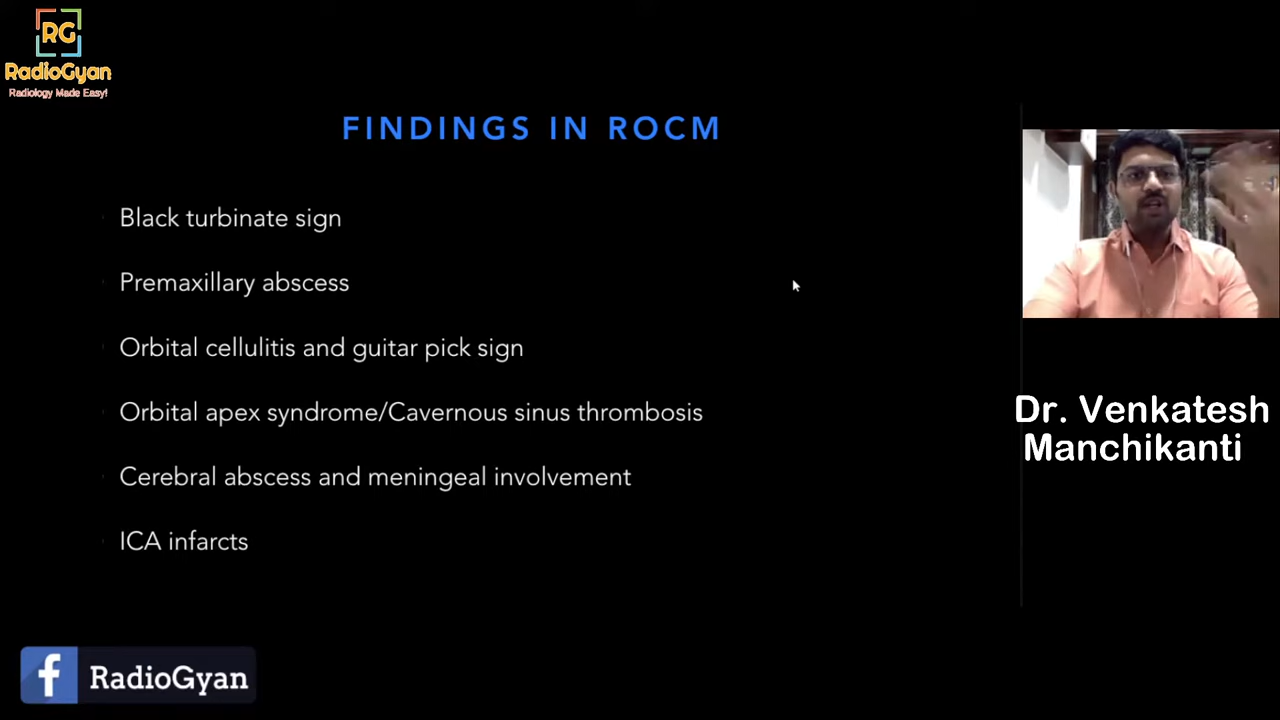 RG
RadioGyan
Radiology Made Easy!
FINDINGS IN ROCM
Black turbinate sign
Premaxillary abscess
Orbital cellulitis and guitar pick sign
Orbital apex syndrome/Cavernous sinus thrombosis
Cerebral abscess and meningeal involvement
ICA infarcts
Dr. Venkatesh
Manchikanti
f RadioGyan